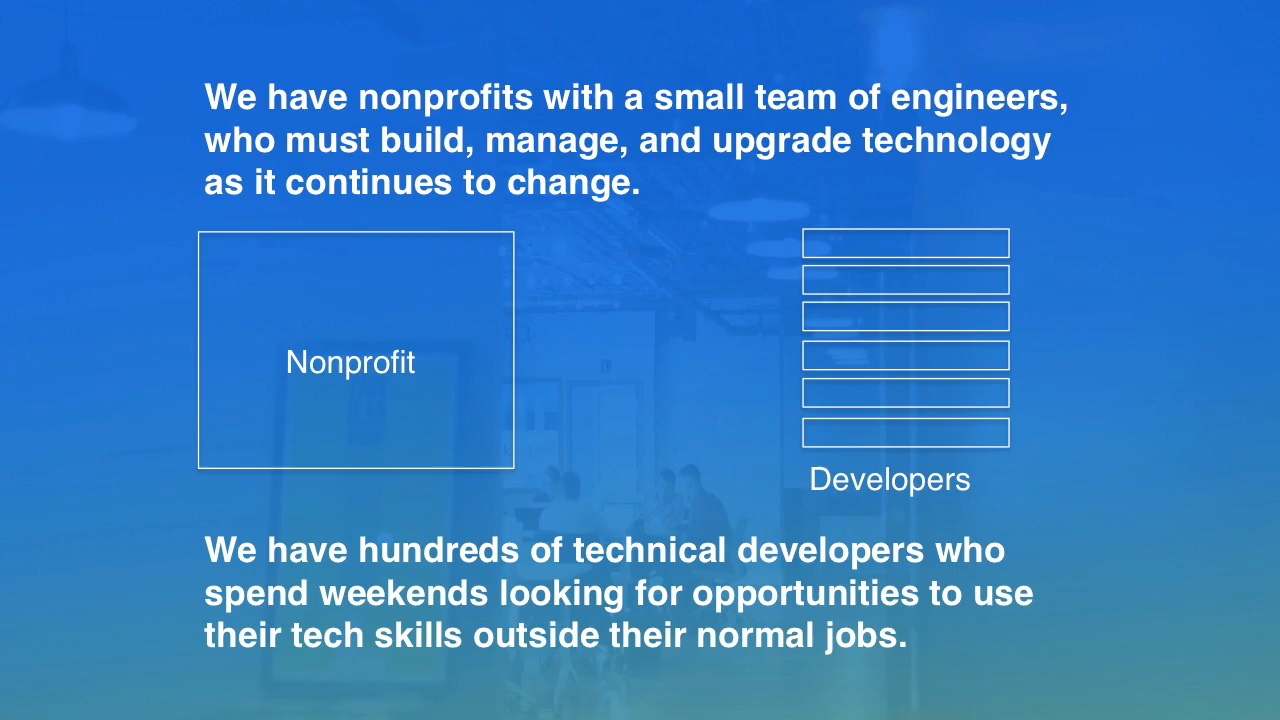 We have nonprofits with a small team of engineers,
who must build, manage, and upgrade technology
as it continues to change.
Nonprofit
Developers
We have hundreds of technical developers who
spend weekends looking for opportunities to use
their tech skills outside their normal jobs.